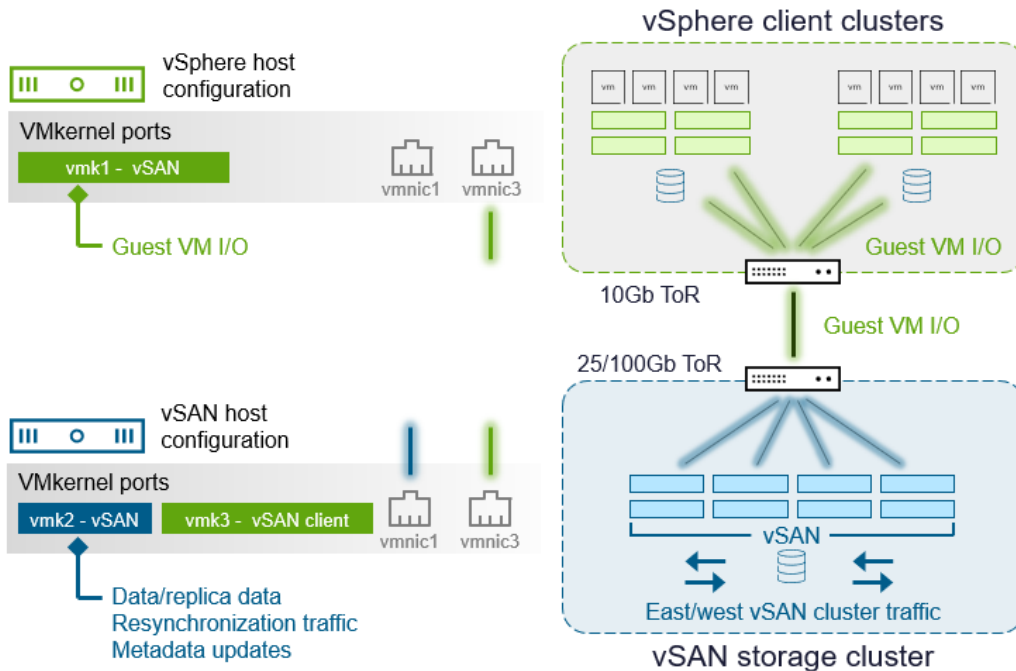 vSphere host
configuration
VMkernel ports
vmk1 - vSAN
vmnic1
vmnic3
Guest VM I/O
vSAN host
configuration
VMkernel ports
vmk2 - vSAN
vmk3 - vSAN client
vmnic1
vmnic3
Data/replica data
Resynchronization traffic
Metadata updates
vSphere client clusters
vm vm vm vm
vm vm vm vm
Guest VM I/O
10Gb ToR
Guest VM I/O
25/100Gb ToR
vSAN
East/west vSAN cluster traffic
vSAN storage cluster